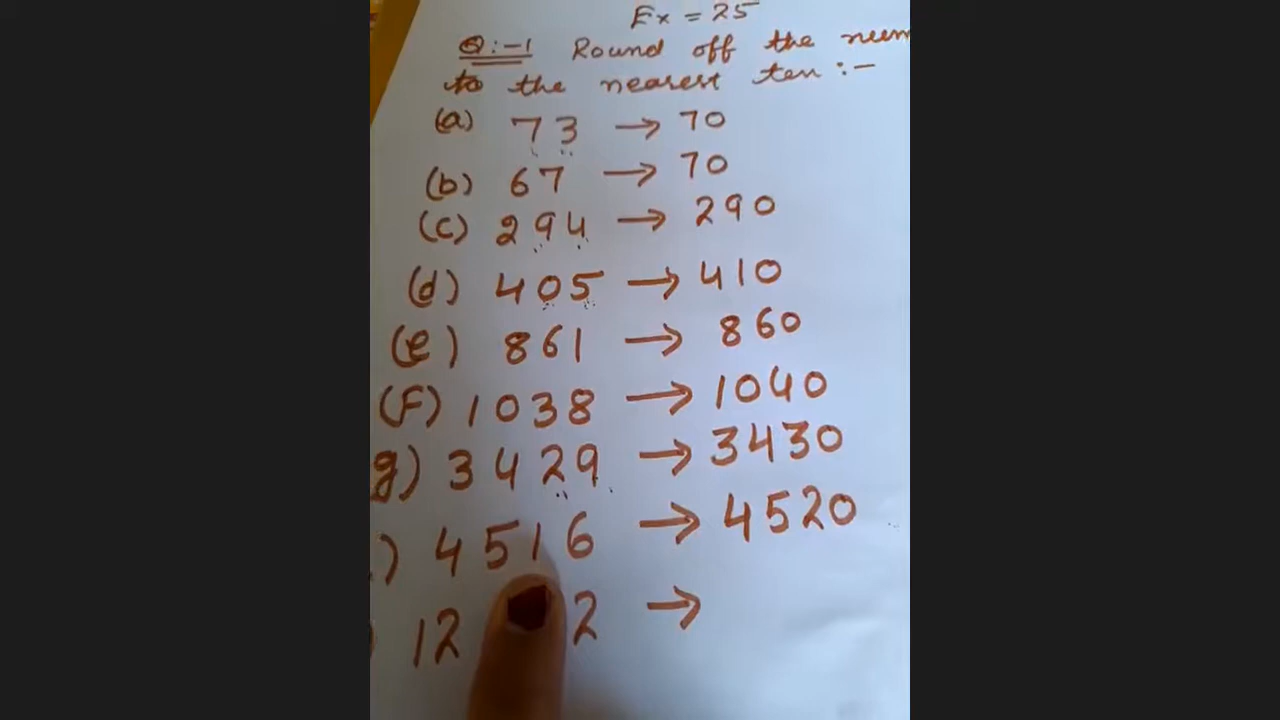 Ex = 25
Q:-1 Round off the
to the nearest ten :-
(a) 73 → 70
(b) 67 → 70
(c) 294 → 290
(d) 405 → 410
(e) 861 → 860
(F) 1038 → 1040
g) 3429 → 3430
) 4516 → 4520
12 2 →